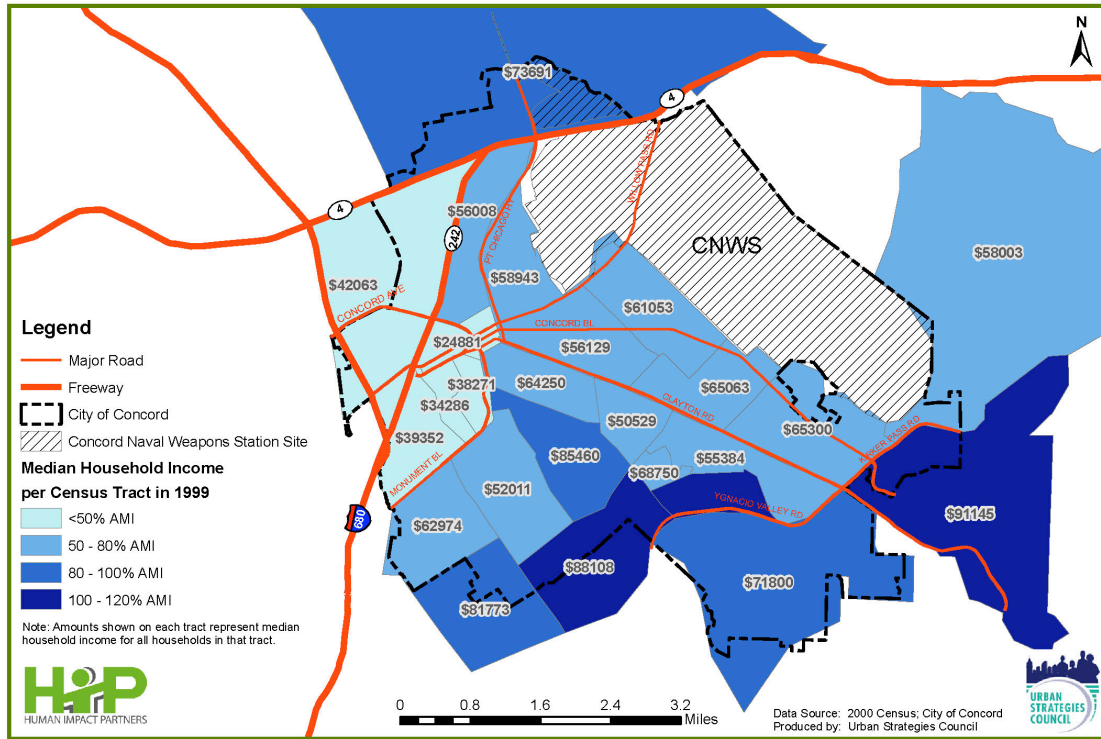 N
$73691
4
WILLOW PASS RD
4
$56008
PT CHICAGO HY
242
CNWS
$58003
$58943
$42063
CONCORD AVE
$61053
CONCORD BL
$24881
$56129
$38271
$64250
$65063
$34286
CLAYTON RD
$50529
$65300
KIRKER PASS RD
$39352
$85460
$68750
$55384
MONUMENT BL
$52011
YGNACIO VALLEY RD
$91145
680
$62974
$88108
$71800
$81773
Legend
Major Road
Freeway
City of Concord
Concord Naval Weapons Station Site
Median Household Income
per Census Tract in 1999
<50% AMI
50 - 80% AMI
80 - 100% AMI
100 - 120% AMI
Note: Amounts shown on each tract represent median
household income for all households in that tract.
HIP
HUMAN IMPACT PARTNERS
0 0.8 1.6 2.4 3.2
Miles
Data Source: 2000 Census; City of Concord
Produced by: Urban Strategies Council
URBAN
STRATEGIES
COUNCIL